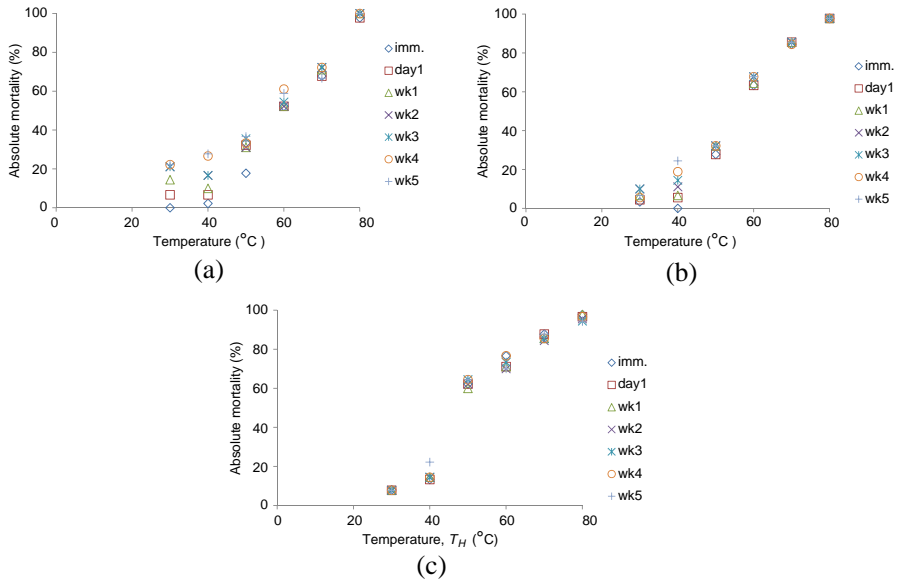 100
80
60
40
20
0
Absolute mortality (%)
0 20 40 60 80
Temperature (°C )
imm.
day1
wk1
wk2
wk3
wk4
wk5
(a)
100
80
60
40
20
0
Absolute mortality (%)
0 20 40 60 80
Temperature (°C )
imm.
day1
wk1
wk2
wk3
wk4
wk5
(b)
100
80
60
40
20
0
Absolute mortality (%)
0 20 40 60 80
Temperature, T_H (°C)
imm.
day1
wk1
wk2
wk3
wk4
wk5
(c)